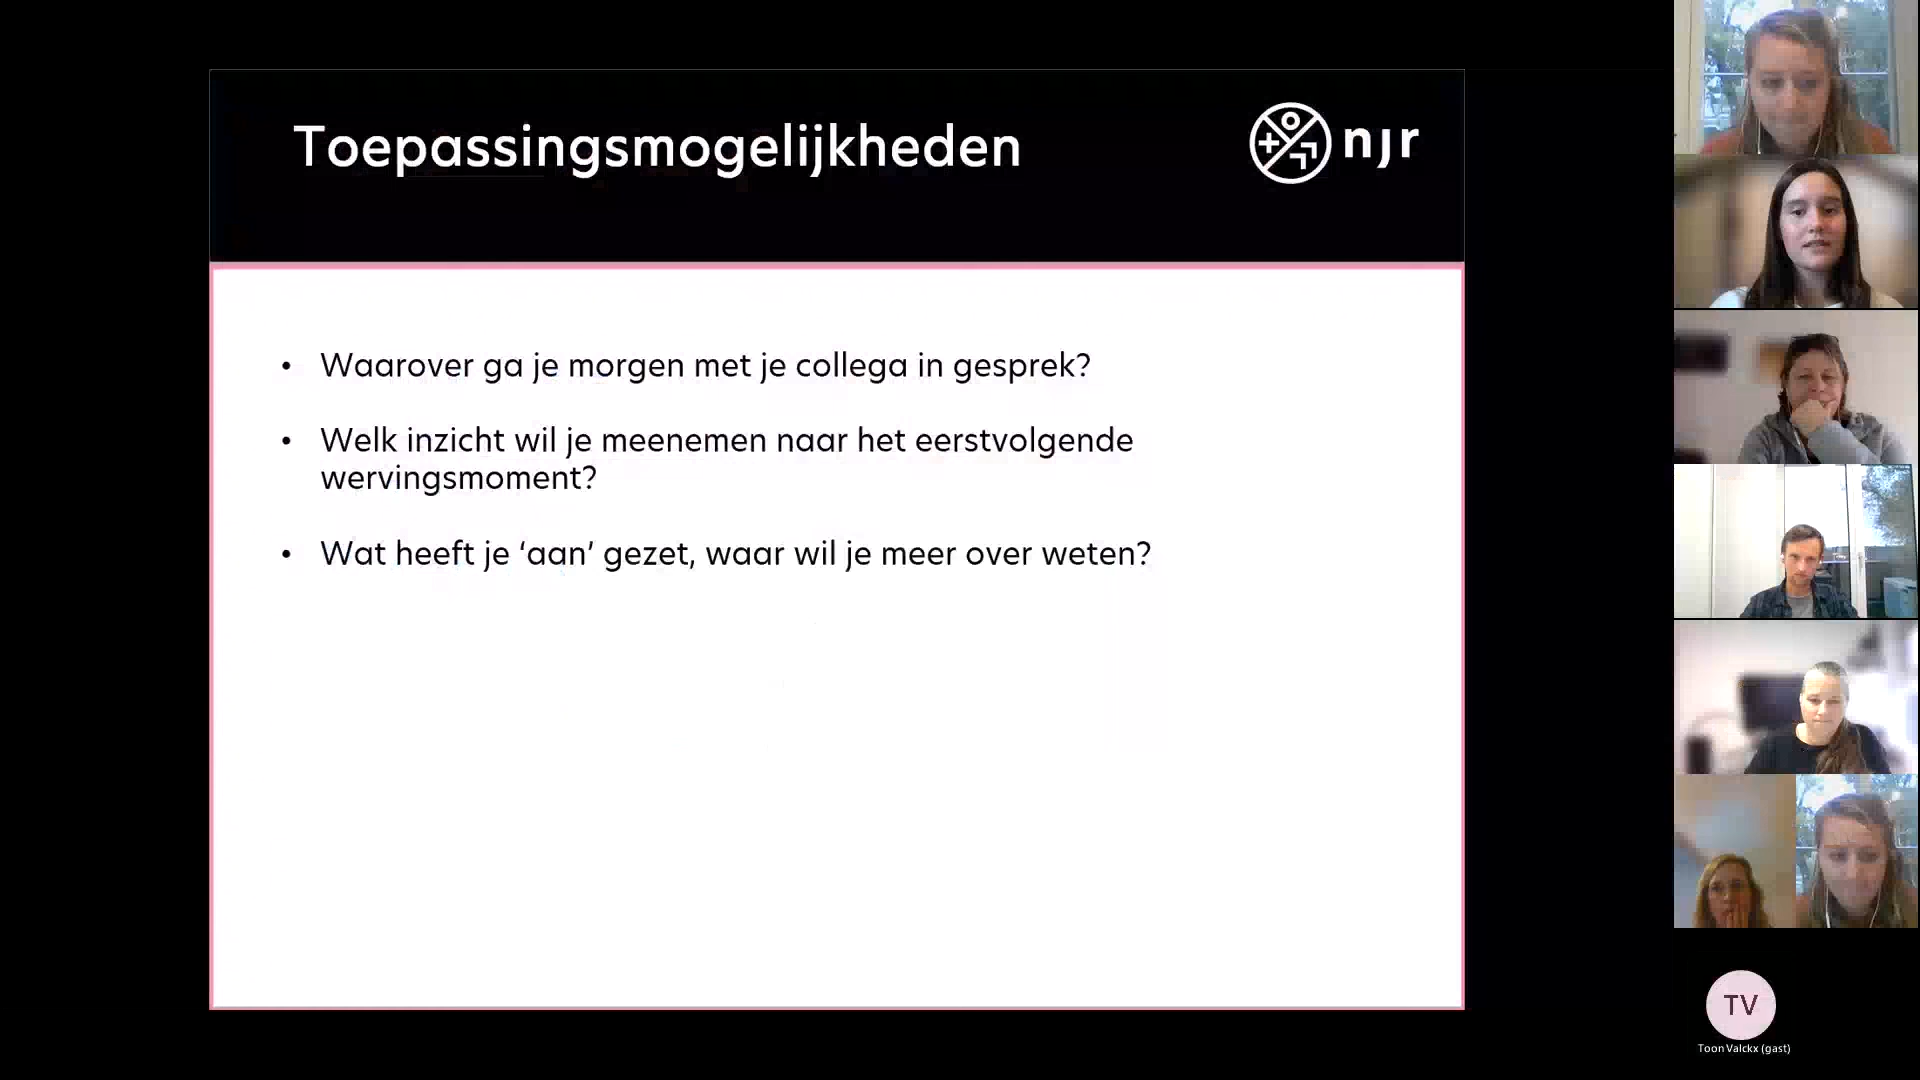 Toepassingsmogelijkheden
njr
• Waarover ga je morgen met je collega in gesprek?
• Welk inzicht wil je meenemen naar het eerstvolgende
wervingsmoment?
• Wat heeft je ‘aan’ gezet, waar wil je meer over weten?
TV
Toon Valckx (gast)